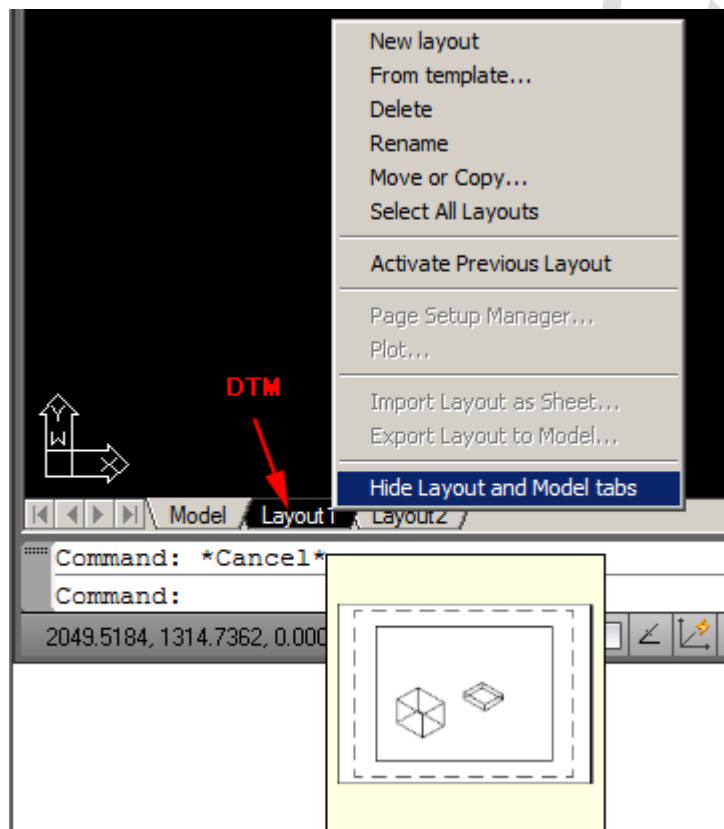 New layout
From template...
Delete
Rename
Move or Copy...
Select All Layouts
Activate Previous Layout
Page Setup Manager...
Plot...
Import Layout as Sheet...
Export Layout to Model...
Hide Layout and Model tabs
DTM
Y
W
X
Model Layout1 Layout2
Command: *Cancel*
Command:
2049.5184, 1314.7362, 0.000